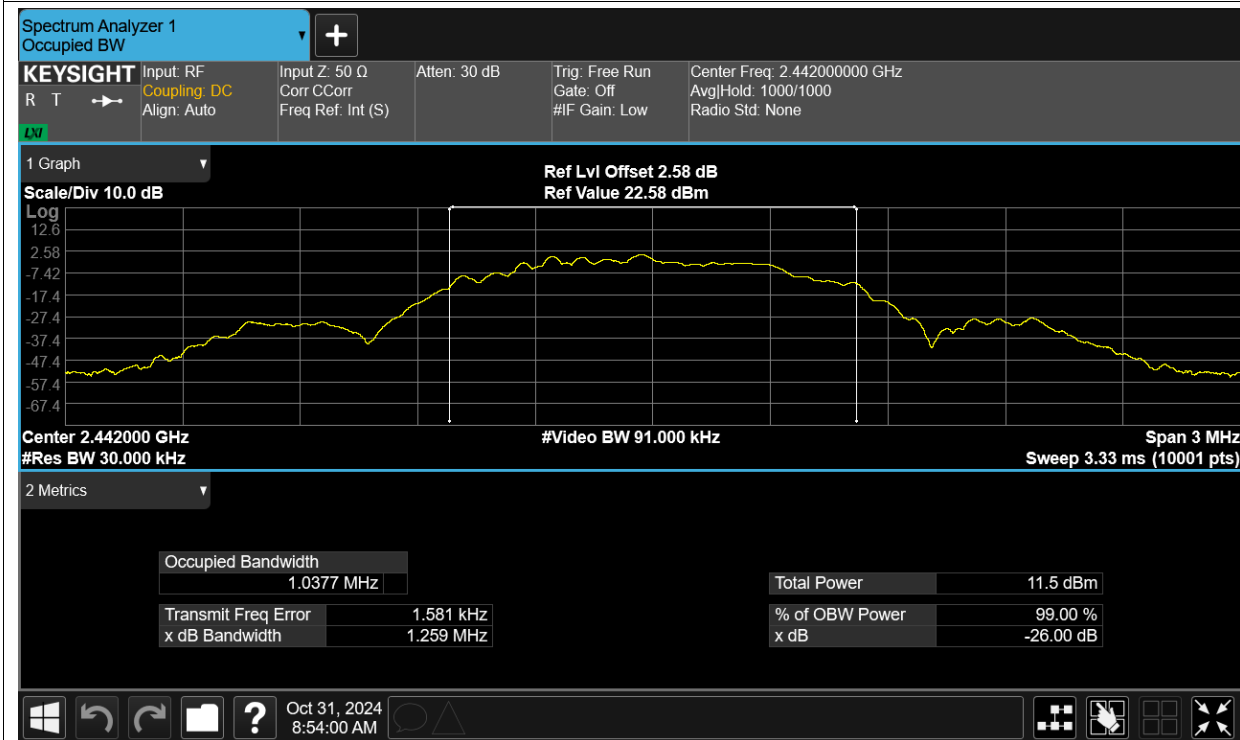 Spectrum Analyzer 1
Occupied BW
+
KEYSIGHT
R T
LXI
Input: RF
Coupling: DC
Align: Auto
Input Z: 50 Ω
Corr CCorr
Freq Ref: Int (S)
Atten: 30 dB
Trig: Free Run
Gate: Off
#IF Gain: Low
Center Freq: 2.442000000 GHz
Avg|Hold: 1000/1000
Radio Std: None
1 Graph
Scale/Div 10.0 dB
Ref Lvl Offset 2.58 dB
Ref Value 22.58 dBm
Log
12.6
2.58
-7.42
-17.4
-27.4
-37.4
-47.4
-57.4
-67.4
Center 2.442000 GHz
#Video BW 91.000 kHz
Span 3 MHz
#Res BW 30.000 kHz
Sweep 3.33 ms (10001 pts)
2 Metrics
Occupied Bandwidth
1.0377 MHz
Total Power 11.5 dBm
Transmit Freq Error 1.581 kHz
% of OBW Power 99.00 %
x dB Bandwidth 1.259 MHz
x dB -26.00 dB
?
Oct 31, 2024
8:54:00 AM